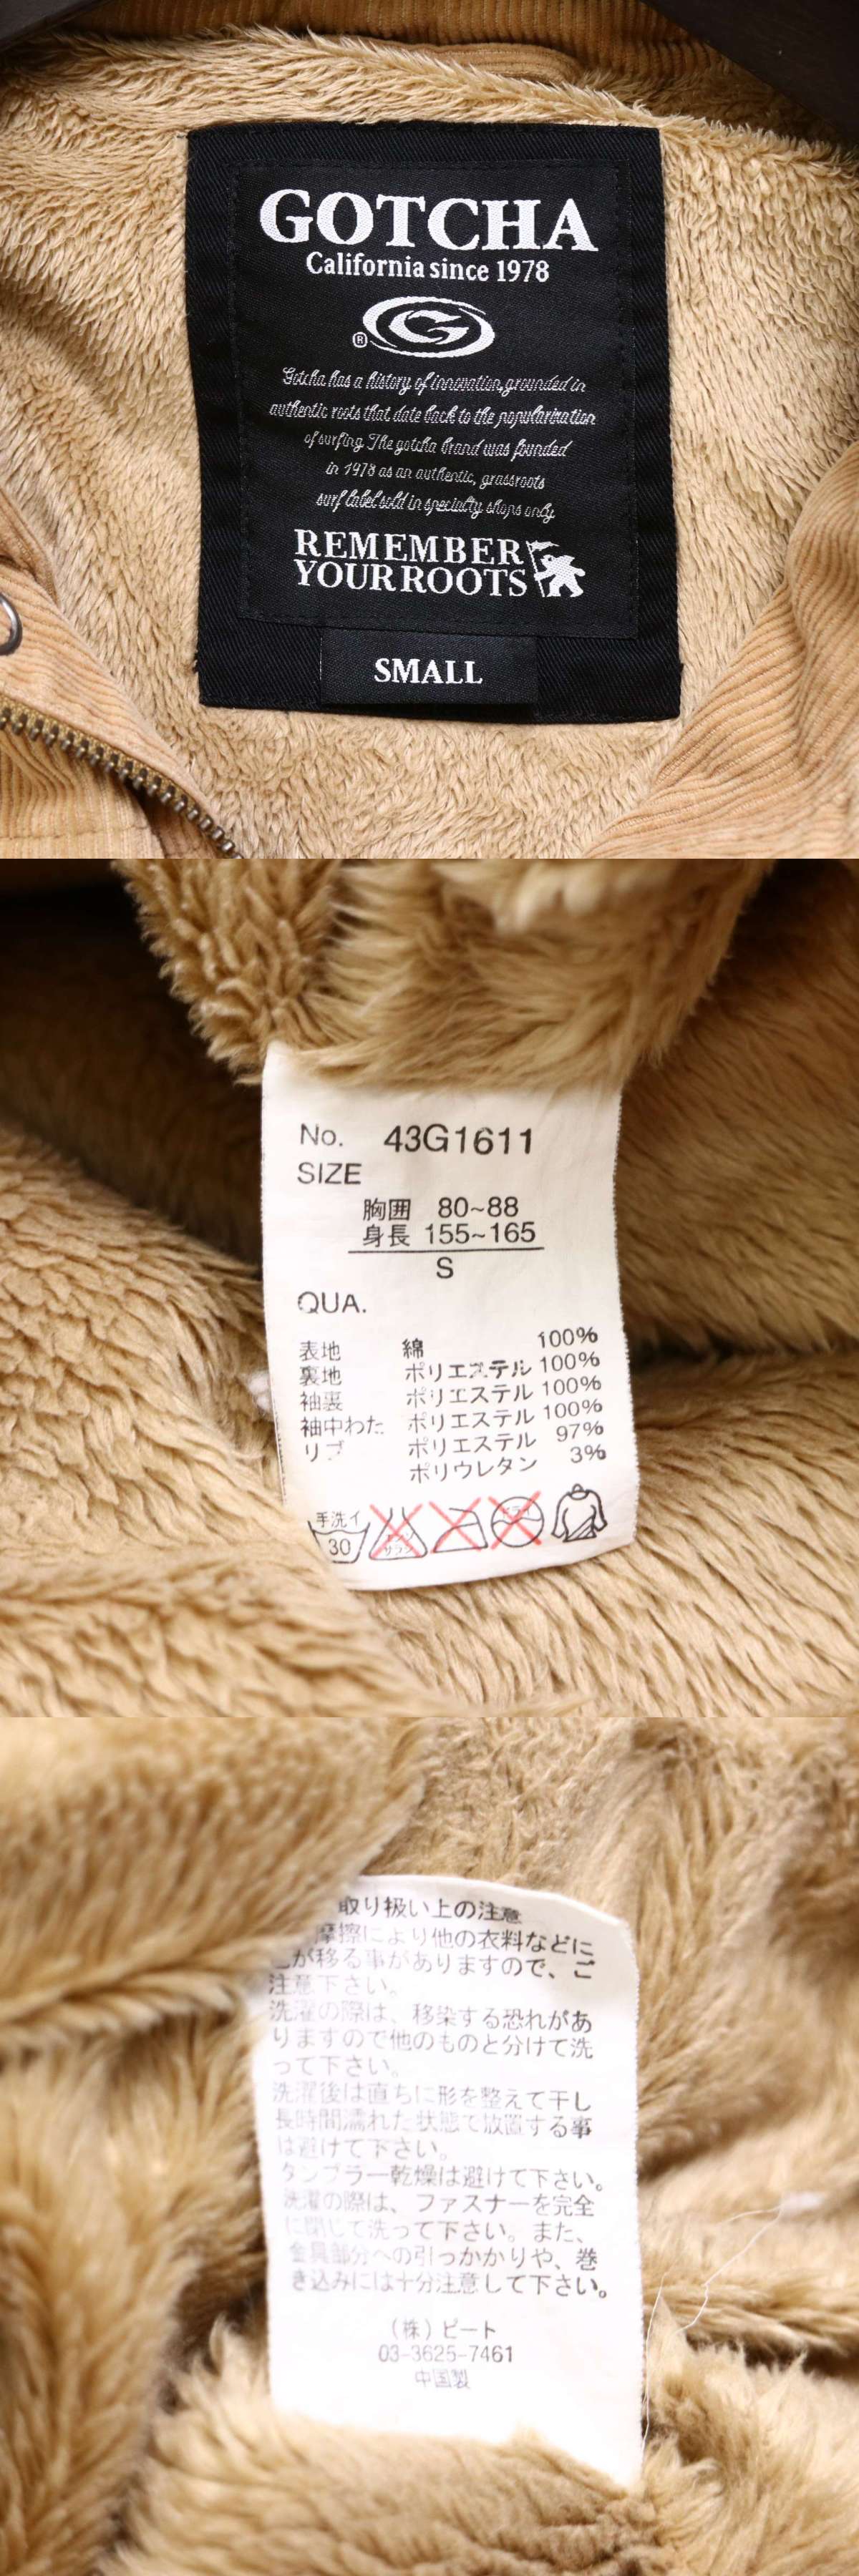 GOTCHA
California since 1978
®
Gotcha has a history of innovation, grounded in
authentic roots that date back to the popularization
of surfing. The gotcha brand was founded
in 1978 as an authentic, grassroots
surf label sold in specialty shops only
REMEMBER
YOUR ROOTS
SMALL
No. 43G1611
SIZE
胸囲 80~88
身長 155~165
S
QUA.
表地 綿 100%
裏地 ポリエステル 100%
袖裏 ポリエステル 100%
袖中わた ポリエステル 100%
リブ ポリエステル 97%
ポリウレタン 3%
手洗イ
30
エンソ
サラシ
ドライ
取り扱い上の注意
摩擦により他の衣料などに
が移る事がありますので、ご
注意下さい。
洗濯の際は、移染する恐れがあ
りますので他のものと分けて洗
って下さい。
洗濯後は直ちに形を整えて干し
長時間濡れた状態で放置する事
は避けて下さい。
タンブラー乾燥は避けて下さい。
洗濯の際は、ファスナーを完全
に閉じて洗って下さい。また、
金具部分への引っかかりや、巻
き込みには十分注意して下さい。
(株)ビート
03-3625-7461
中国製